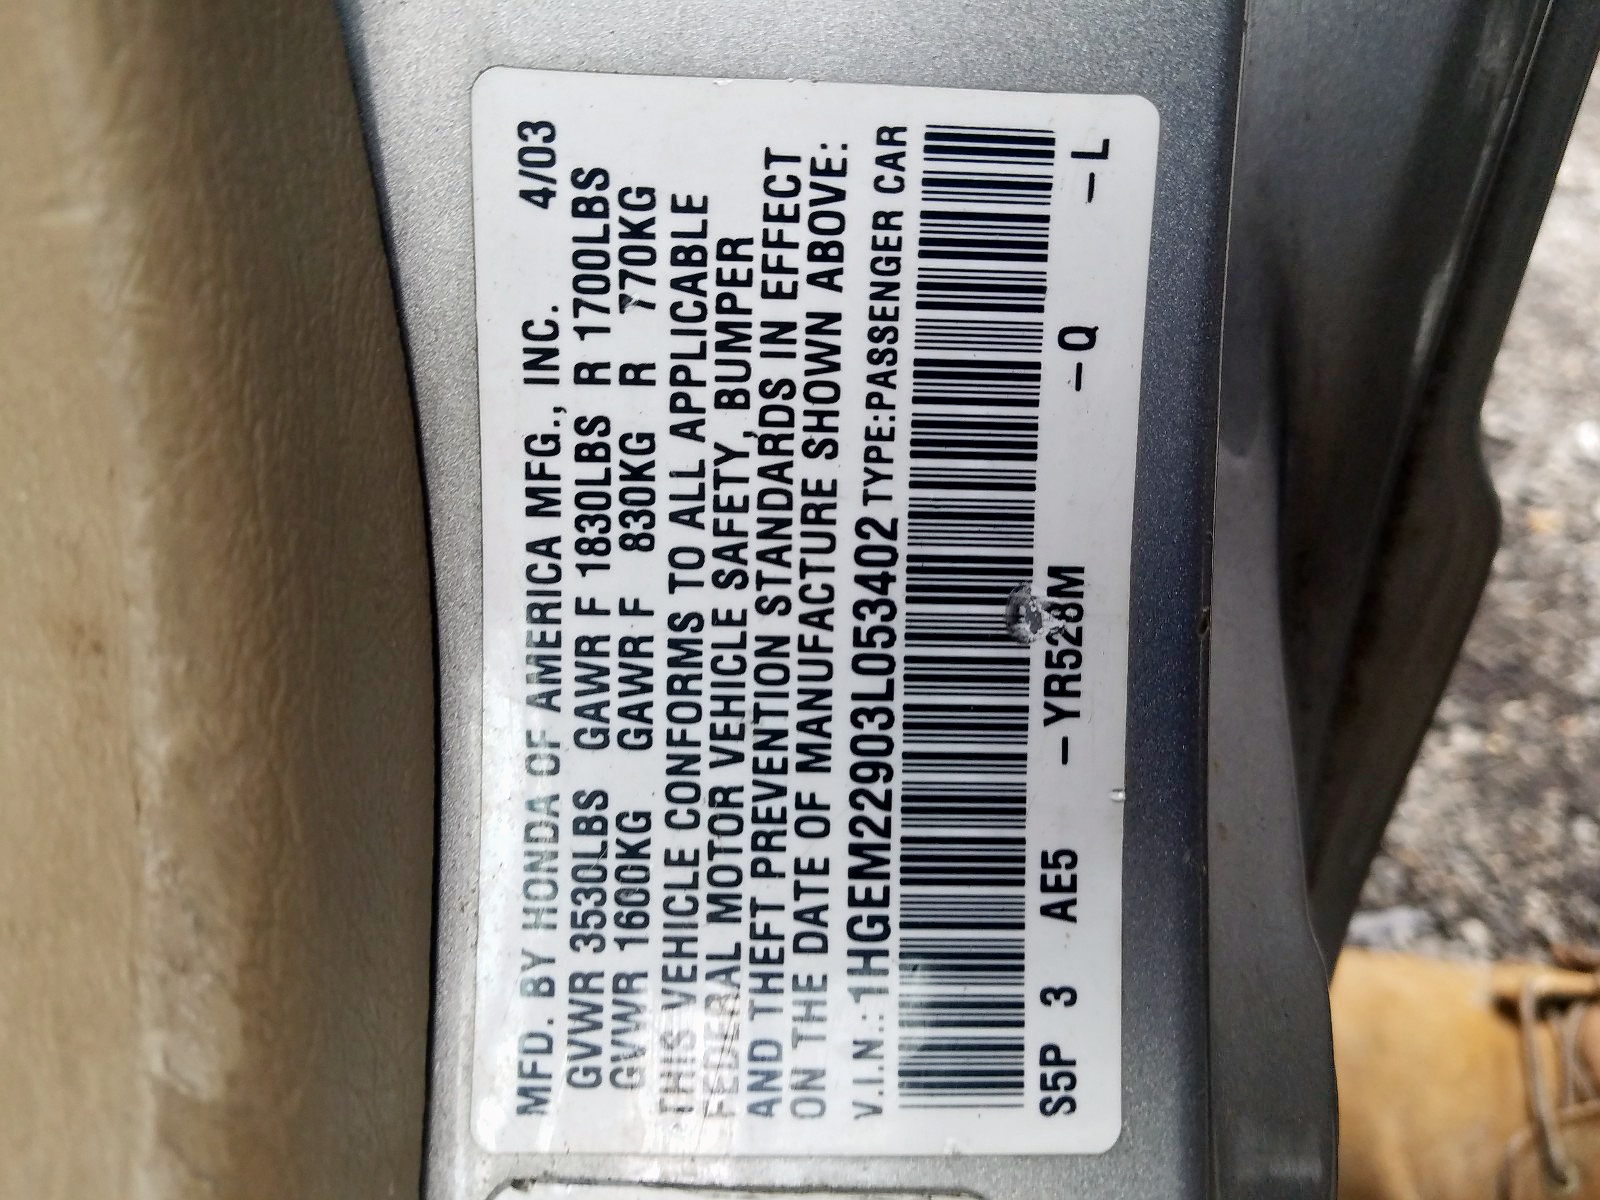 MFD. BY HONDA OF AMERICA MFG., INC. 4/03
GVWR 3530LBS GAWR F 1830LBS R 1700LBS
GVWR 1600KG GAWR F 830KG R 770KG
THIS VEHICLE CONFORMS TO ALL APPLICABLE
FEDERAL MOTOR VEHICLE SAFETY, BUMPER
AND THEFT PREVENTION STANDARDS IN EFFECT
ON THE DATE OF MANUFACTURE SHOWN ABOVE:
V.I.N.: 1HGEM22903L053402 TYPE:PASSENGER CAR
S5P 3 AE5 –YR528M –Q –L